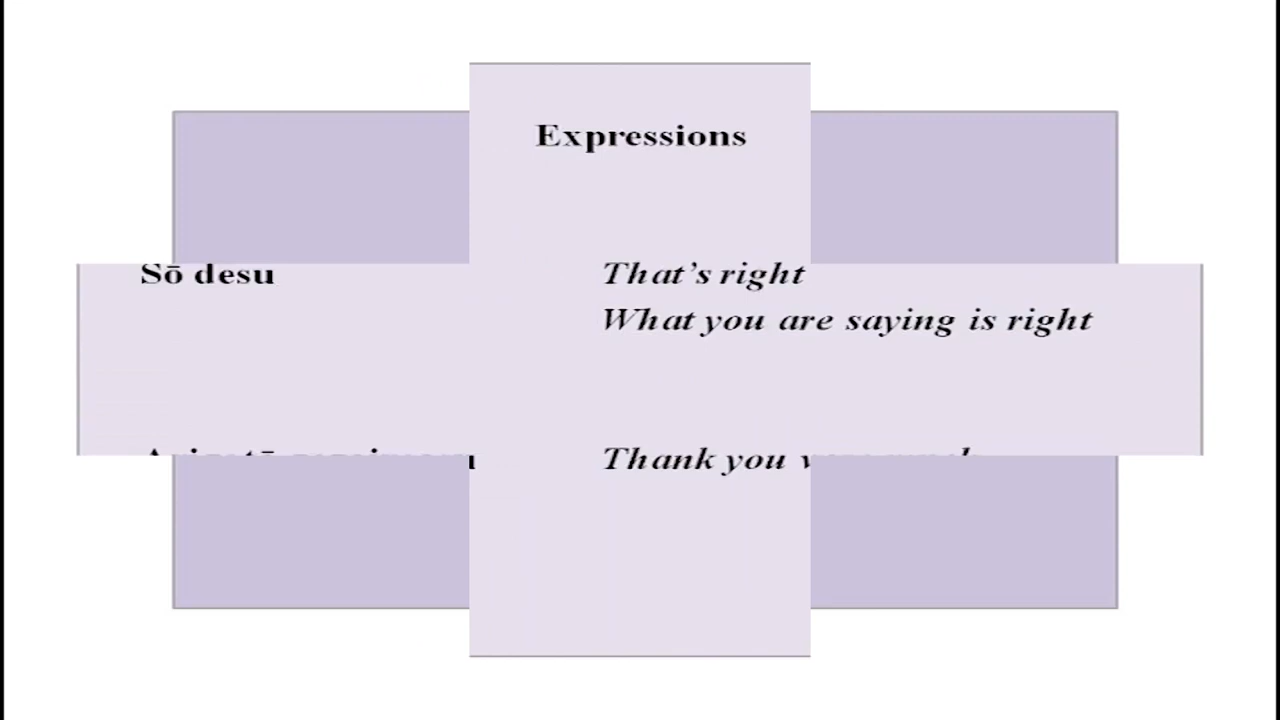 Expressions
Sō desu That's right
What you are saying is right
Thank you